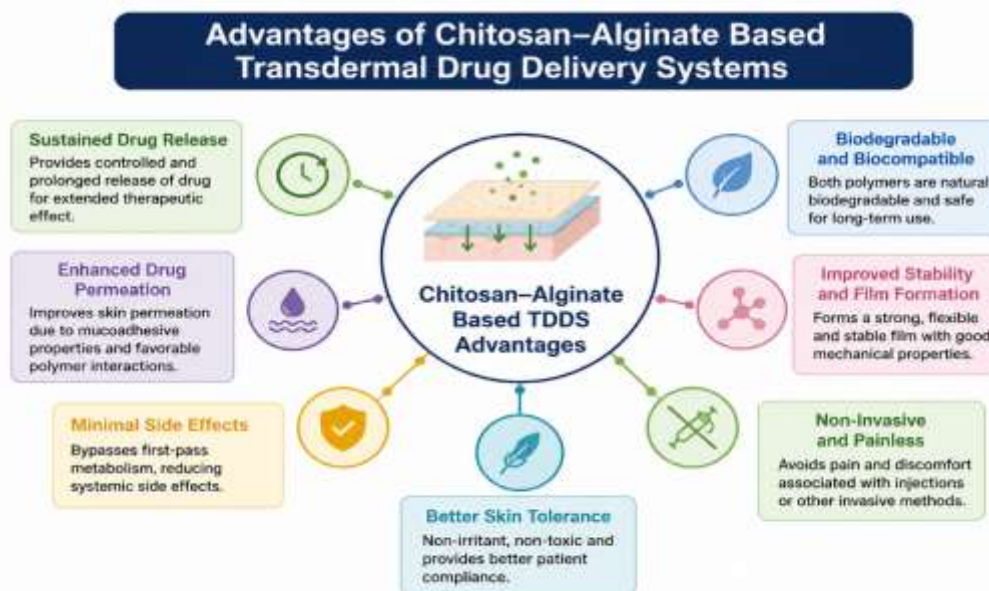 Advantages of Chitosan–Alginate Based
Transdermal Drug Delivery Systems
Sustained Drug Release
Provides controlled and
prolonged release of drug
for extended therapeutic
effect.
Enhanced Drug
Permeation
Improves skin permeation
due to mucoadhesive
properties and favorable
polymer interactions.
Minimal Side Effects
Bypasses first-pass
metabolism, reducing
systemic side effects.
Chitosan–Alginate
Based TDDS
Advantages
Better Skin Tolerance
Non-irritant, non-toxic and
provides better patient
compliance.
Biodegradable
and Biocompatible
Both polymers are natural
biodegradable and safe
for long-term use.
Improved Stability
and Film Formation
Forms a strong, flexible
and stable film with good
mechanical properties.
Non-Invasive
and Painless
Avoids pain and discomfort
associated with injections
or other invasive methods.